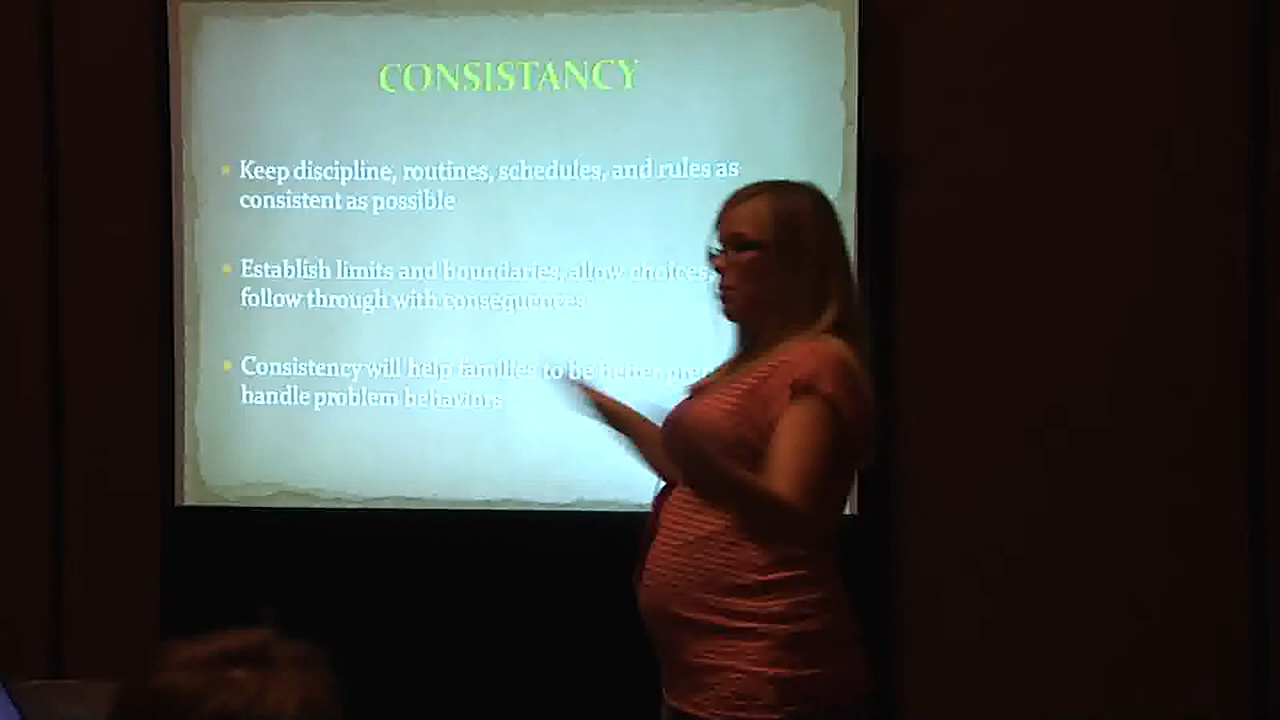 CONSISTANCY
Keep discipline, routines, schedules, and rules as
consistent as possible
Establish limits and boundaries, allow choices,
follow through with consequences
Consistency will help families to be better
handle problem behaviors